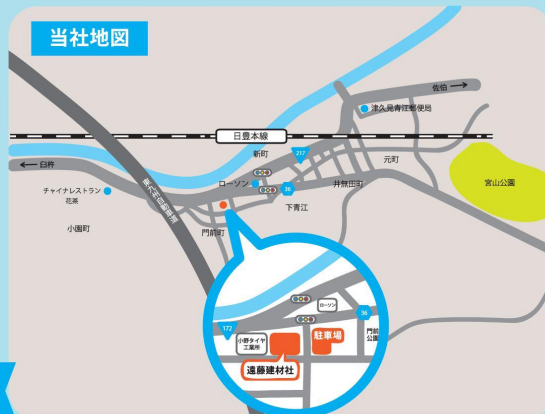 当社地図
佐伯
津久見青江郵便局
日豊本線
新町
217
元町
臼杵
ローソン
36
井無田町
宮山公園
チャイナレストラン
花茶
下青江
東九州自動車道
小園町
門前町
ローソン
36
172
小野タイヤ
工業所
駐車場
門前
公園
遠藤建材社